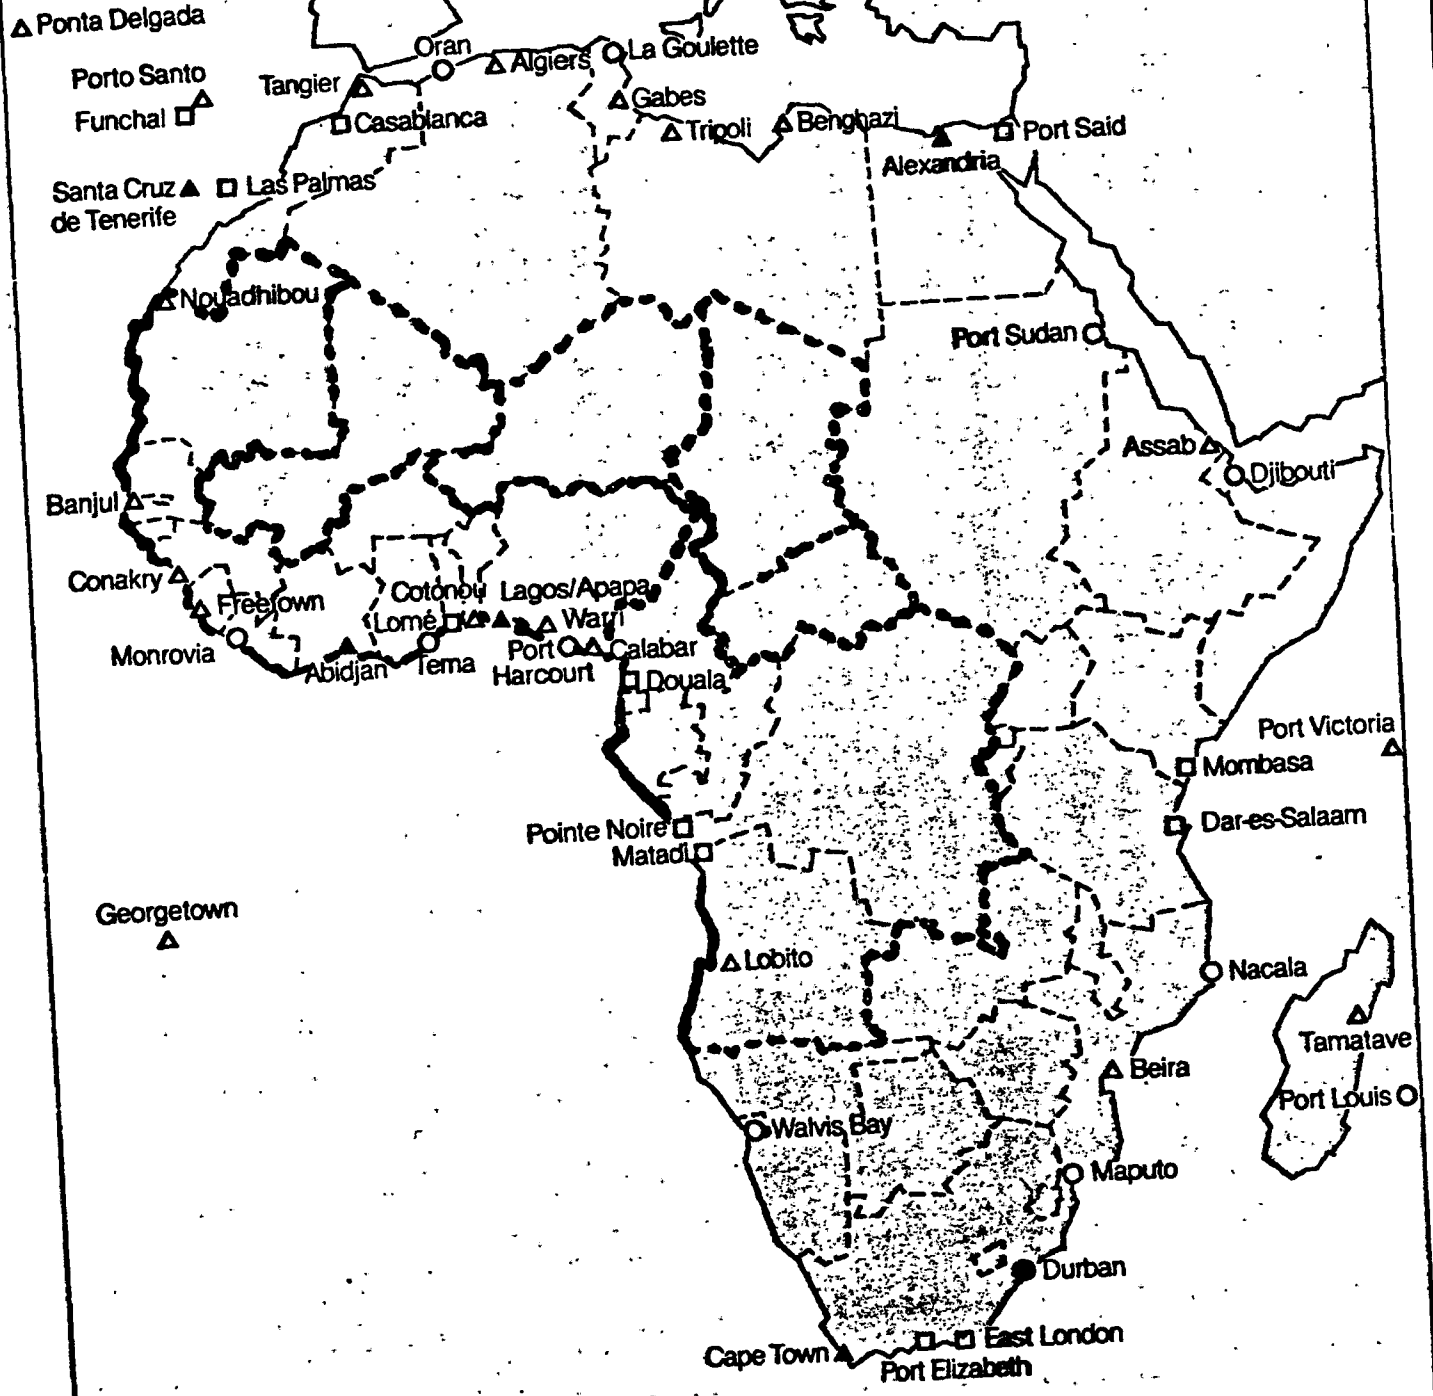 Ponta Delgada
Oran
La Goulette
Algiers
Porto Santo
Tangier
Gabes
Funchal
Casablanca
Tripoli
Benghazi
Port Said
Alexandria
Santa Cruz
de Tenerife
Las Palmas
Nouadhibou
Port Sudan
Assab
Djibouti
Banjul
Conakry
Cotonou
Lagos/Apapa
Freetown
Lomé
Warri
Monrovia
Abidjan
Tema
Port
Harcourt
Calabar
Douala
Port Victoria
Mombasa
Pointe Noire
Dar-es-Salaam
Matadi
Georgetown
Lobito
Nacala
Tamatave
Beira
Port Louis
Walvis Bay
Maputo
Durban
East London
Cape Town
Port Elizabeth